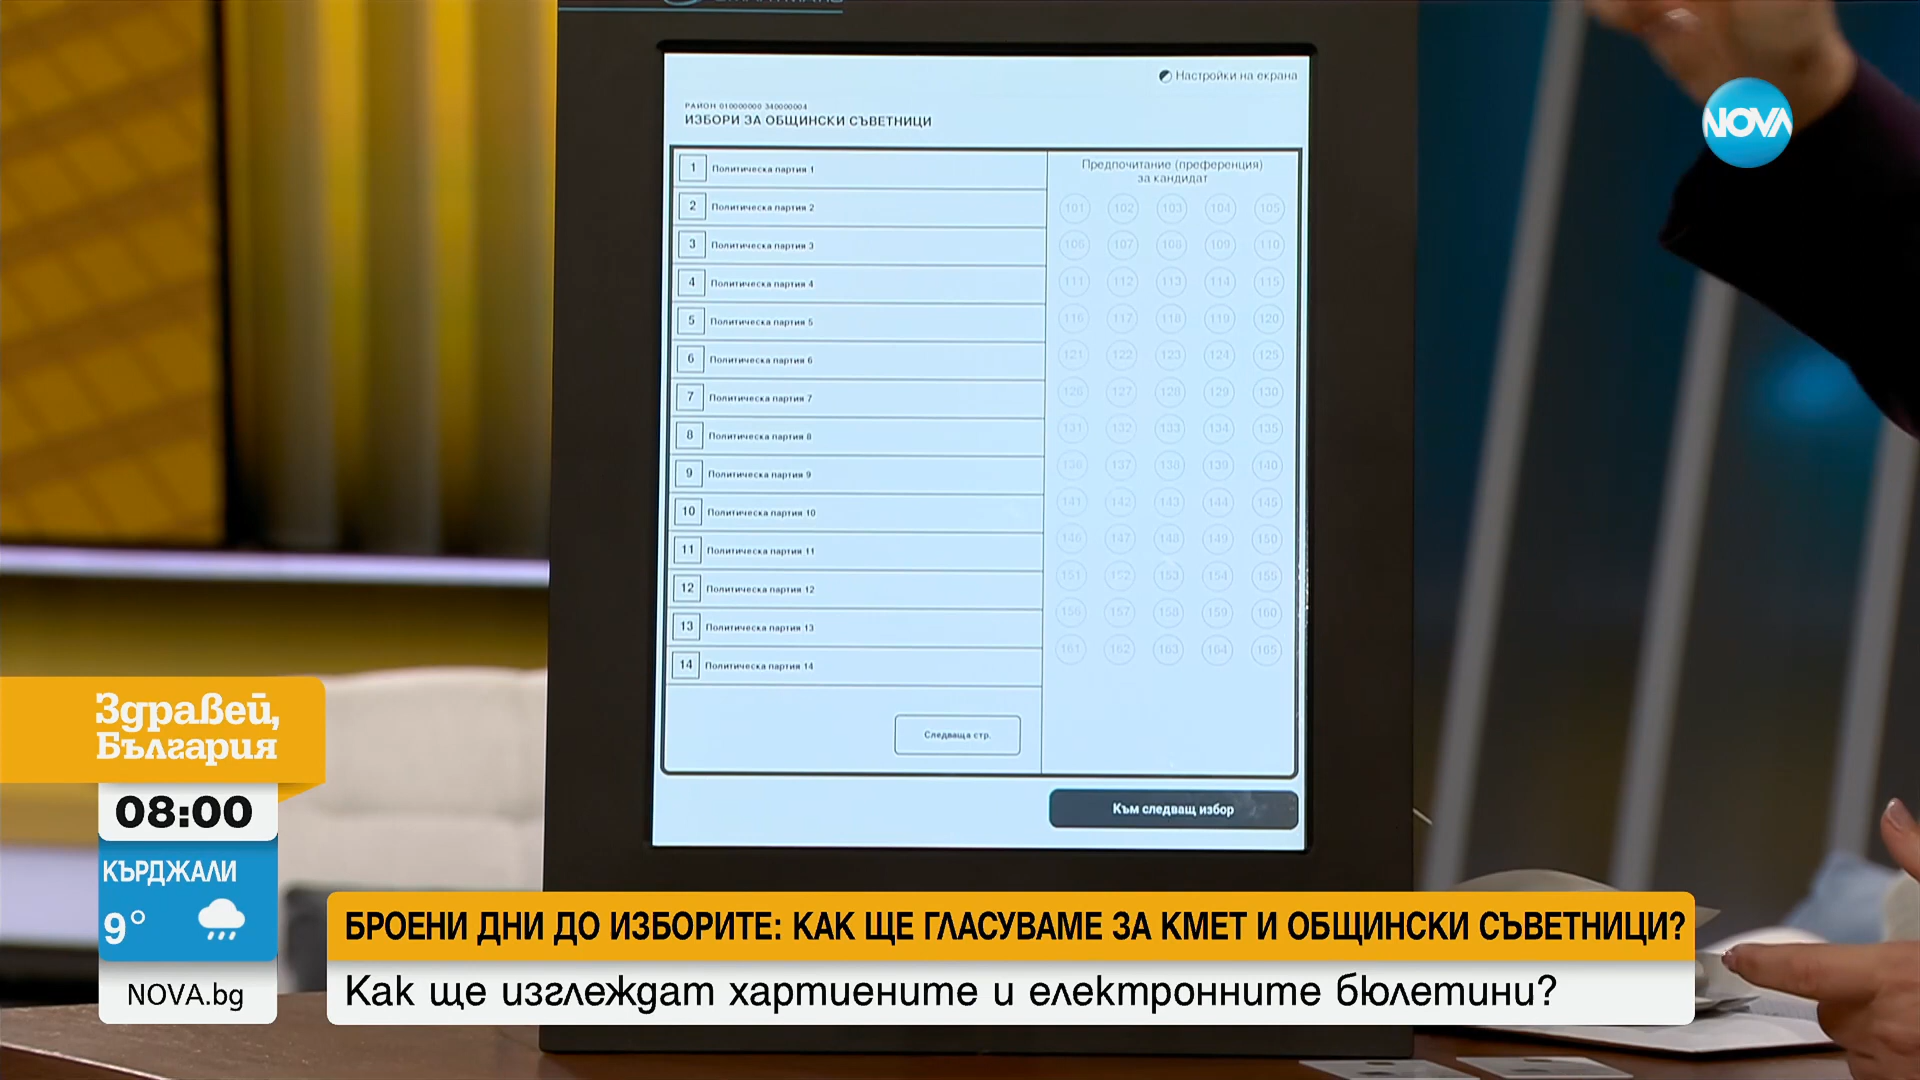 Настройки на екрана
РАЙОН 010000000 340000004
ИЗБОРИ ЗА ОБЩИНСКИ СЪВЕТНИЦИ
Предпочитание (преференция)
за кандидат
1 Политическа партия 1
2 Политическа партия 2
3 Политическа партия 3
4 Политическа партия 4
5 Политическа партия 5
6 Политическа партия 6
7 Политическа партия 7
8 Политическа партия 8
9 Политическа партия 9
10 Политическа партия 10
11 Политическа партия 11
12 Политическа партия 12
13 Политическа партия 13
14 Политическа партия 14
101 102 103 104 105
106 107 108 109 110
111 112 113 114 115
116 117 118 119 120
121 122 123 124 125
126 127 128 129 130
131 132 133 134 135
136 137 138 139 140
141 142 143 144 145
146 147 148 149 150
151 152 153 154 155
156 157 158 159 160
161 162 163 164 165
Следваща стр.
Към следващ избор
NOVA
Здравей,
България
08:00
КЪРДЖАЛИ
9°
NOVA.bg
БРОЕНИ ДНИ ДО ИЗБОРИТЕ: КАК ЩЕ ГЛАСУВАМЕ ЗА КМЕТ И ОБЩИНСКИ СЪВЕТНИЦИ?
Как ще изглеждат хартиените и електронните бюлетини?